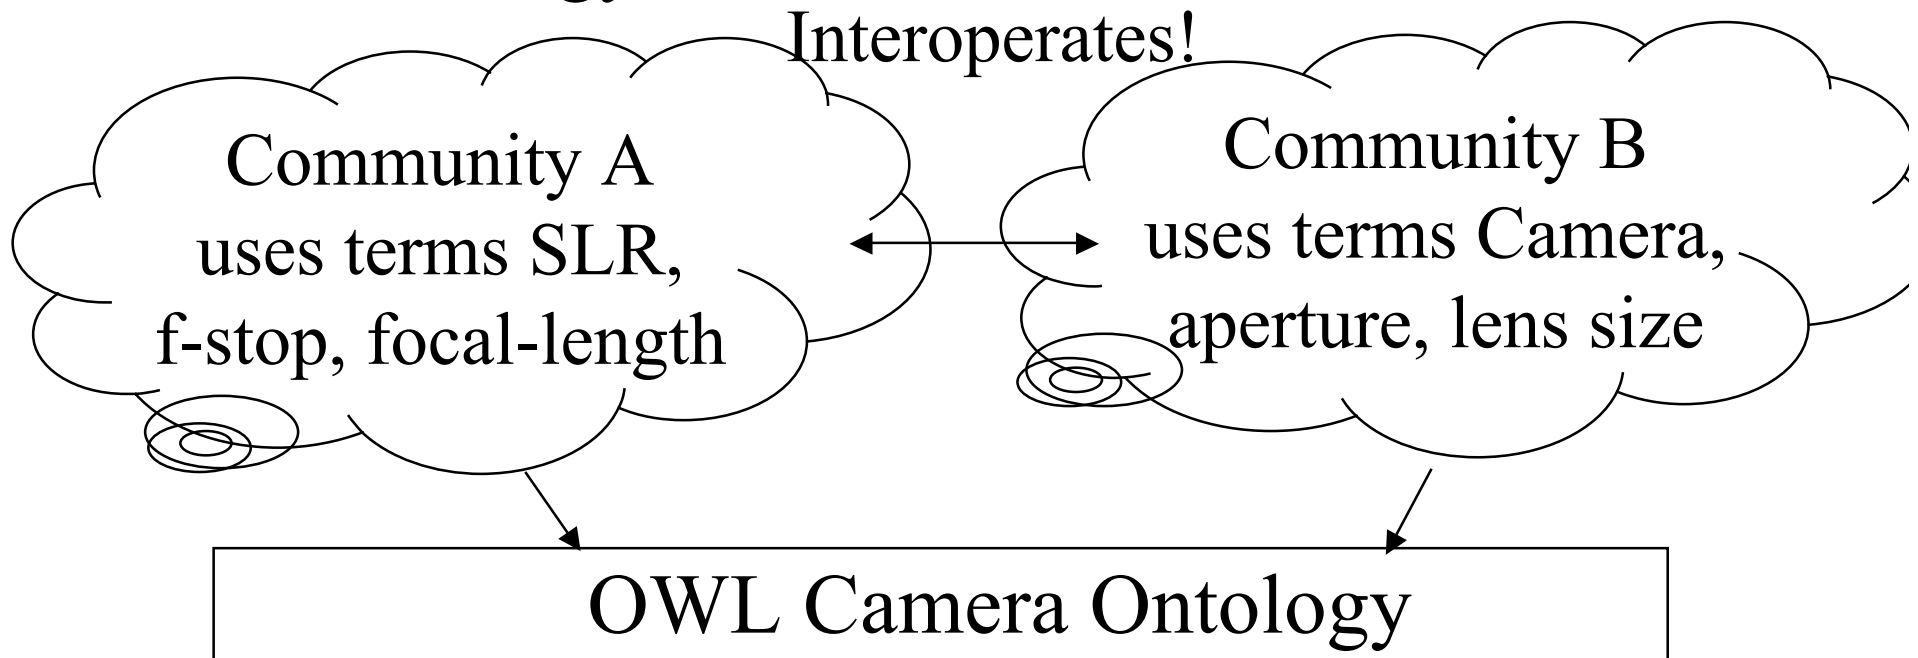 Interoperates!
Community A
uses terms SLR,
f-stop, focal-length
Community B
uses terms Camera,
aperture, lens size
OWL Camera Ontology